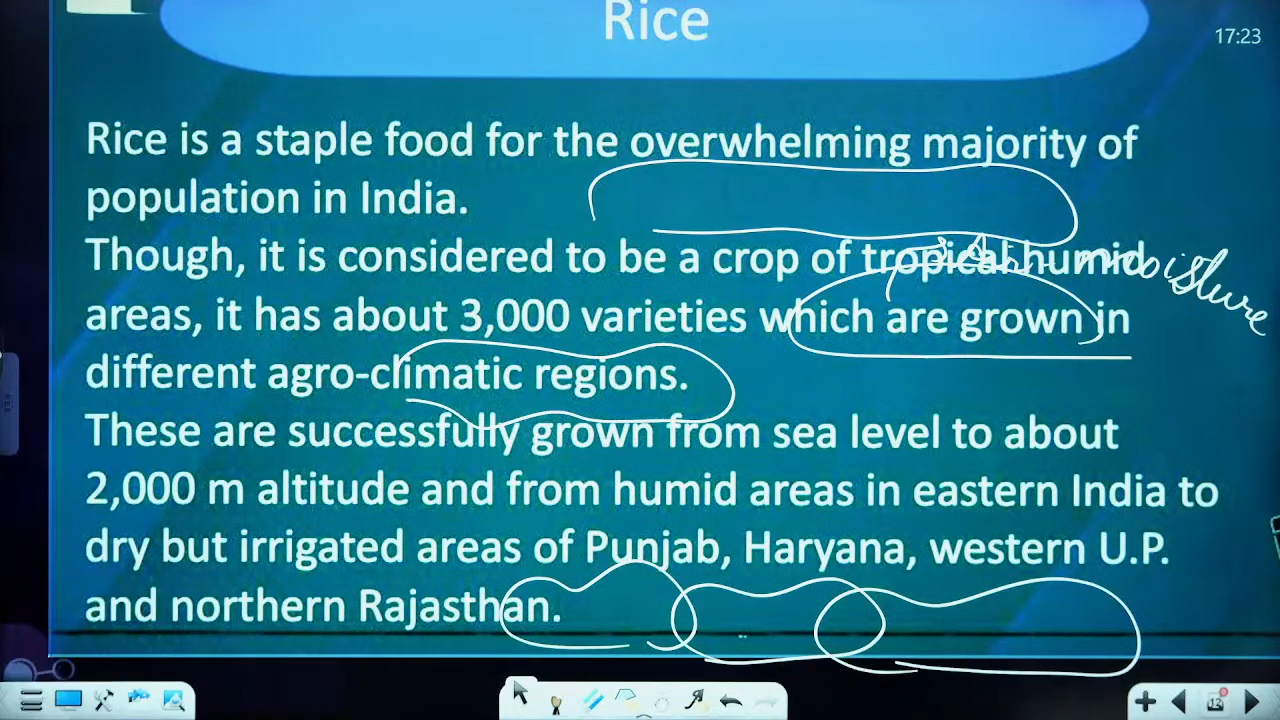 Rice
17:23
Rice is a staple food for the overwhelming majority of
population in India.
Though, it is considered to be a crop of tropical humid
areas, it has about 3,000 varieties which are grown in
different agro-climatic regions.
These are successfully grown from sea level to about
2,000 m altitude and from humid areas in eastern India to
dry but irrigated areas of Punjab, Haryana, western U.P.
and northern Rajasthan.